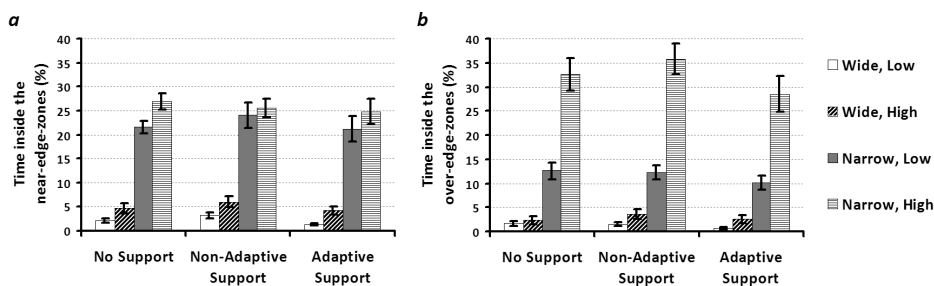 a
Time inside the
near-edge-zones (%)
40
35
30
25
20
15
10
5
0
No Support
Non-Adaptive
Support
Adaptive
Support
b
Time inside the
over-edge-zones (%)
40
35
30
25
20
15
10
5
0
No Support
Non-Adaptive
Support
Adaptive
Support
Wide, Low
Wide, High
Narrow, Low
Narrow, High